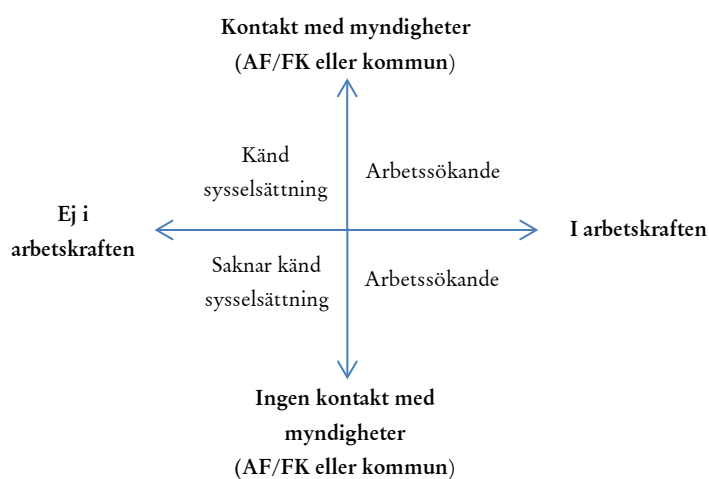 Kontakt med myndigheter
(AF/FK eller kommun)
Känd
sysselsättning
Arbetssökande
Ej i
arbetskraften
I arbetskraften
Saknar känd
sysselsättning
Arbetssökande
Ingen kontakt med
myndigheter
(AF/FK eller kommun)